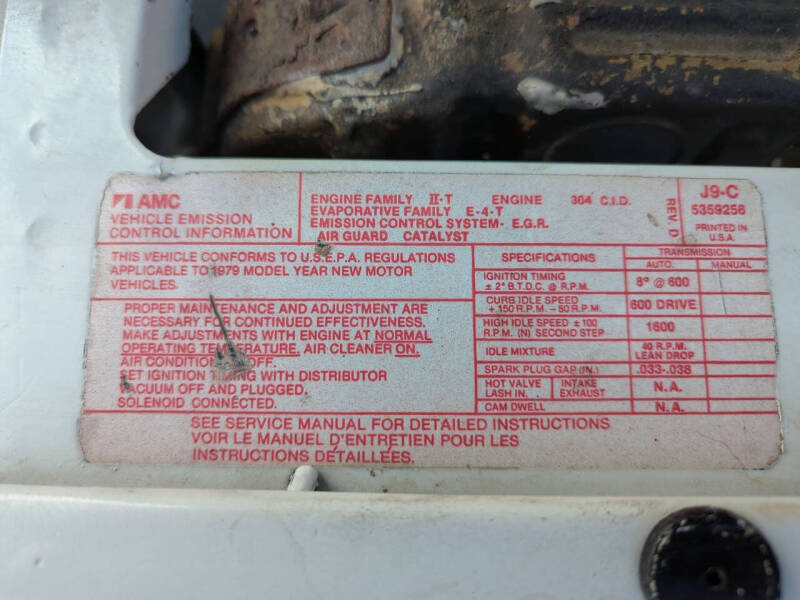 AMC
VEHICLE EMISSION
CONTROL INFORMATION
ENGINE FAMILY II-T ENGINE 304 C.I.D.
EVAPORATIVE FAMILY E-4-T
EMISSION CONTROL SYSTEM- E.G.R.
AIR GUARD CATALYST
REV. D
J9-C
5359256
PRINTED IN
U.S.A.
THIS VEHICLE CONFORMS TO U.S.E.P.A. REGULATIONS
APPLICABLE TO 1979 MODEL YEAR NEW MOTOR
VEHICLES.
PROPER MAINTENANCE AND ADJUSTMENT ARE
NECESSARY FOR CONTINUED EFFECTIVENESS.
MAKE ADJUSTMENTS WITH ENGINE AT NORMAL
OPERATING TEMPERATURE, AIR CLEANER ON.
AIR CONDITIONER OFF.
SET IGNITION TIMING WITH DISTRIBUTOR
VACUUM OFF AND PLUGGED.
SOLENOID CONNECTED.
SPECIFICATIONS TRANSMISSION
AUTO. MANUAL
IGNITION TIMING
± 2° B.T.D.C. @ R.P.M. 8° @ 600
CURB IDLE SPEED
+ 150 R.P.M. - 50 R.P.M. 600 DRIVE
HIGH IDLE SPEED ± 100
R.P.M. (N) SECOND STEP 1600
IDLE MIXTURE 40 R.P.M.
LEAN DROP
SPARK PLUG GAP (IN.) .033-.038
HOT VALVE INTAKE
LASH IN. EXHAUST N.A.
CAM DWELL N.A.
SEE SERVICE MANUAL FOR DETAILED INSTRUCTIONS
VOIR LE MANUEL D'ENTRETIEN POUR LES
INSTRUCTIONS DETAILLEES.